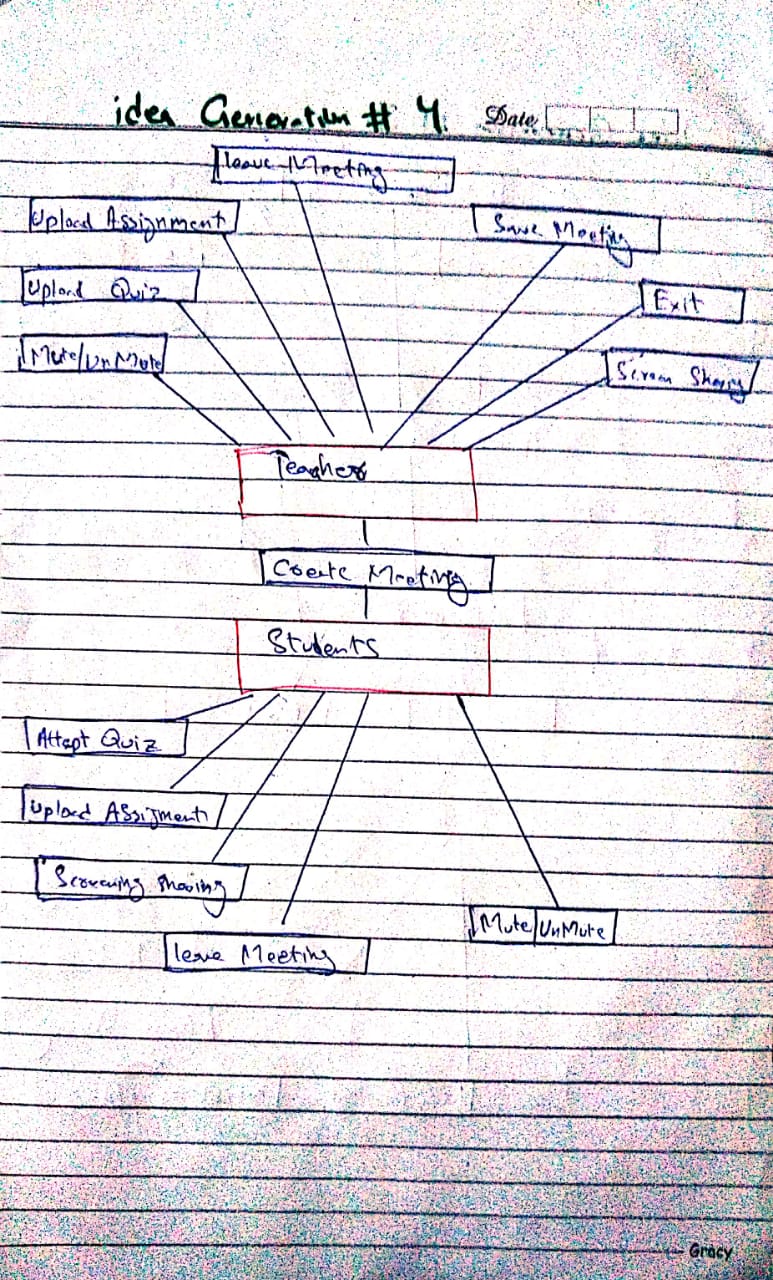 idea Generation # 4. Date
leave Meeting
Upload Assignment
Save Meeting
Upload Quiz
Exit
Mute/UnMute
Screen Sharing
Teacher
Create Meeting
Students
Attept Quiz
Upload Assigment
Screening Sharing
Mute/UnMute
leave Meeting
Gracy